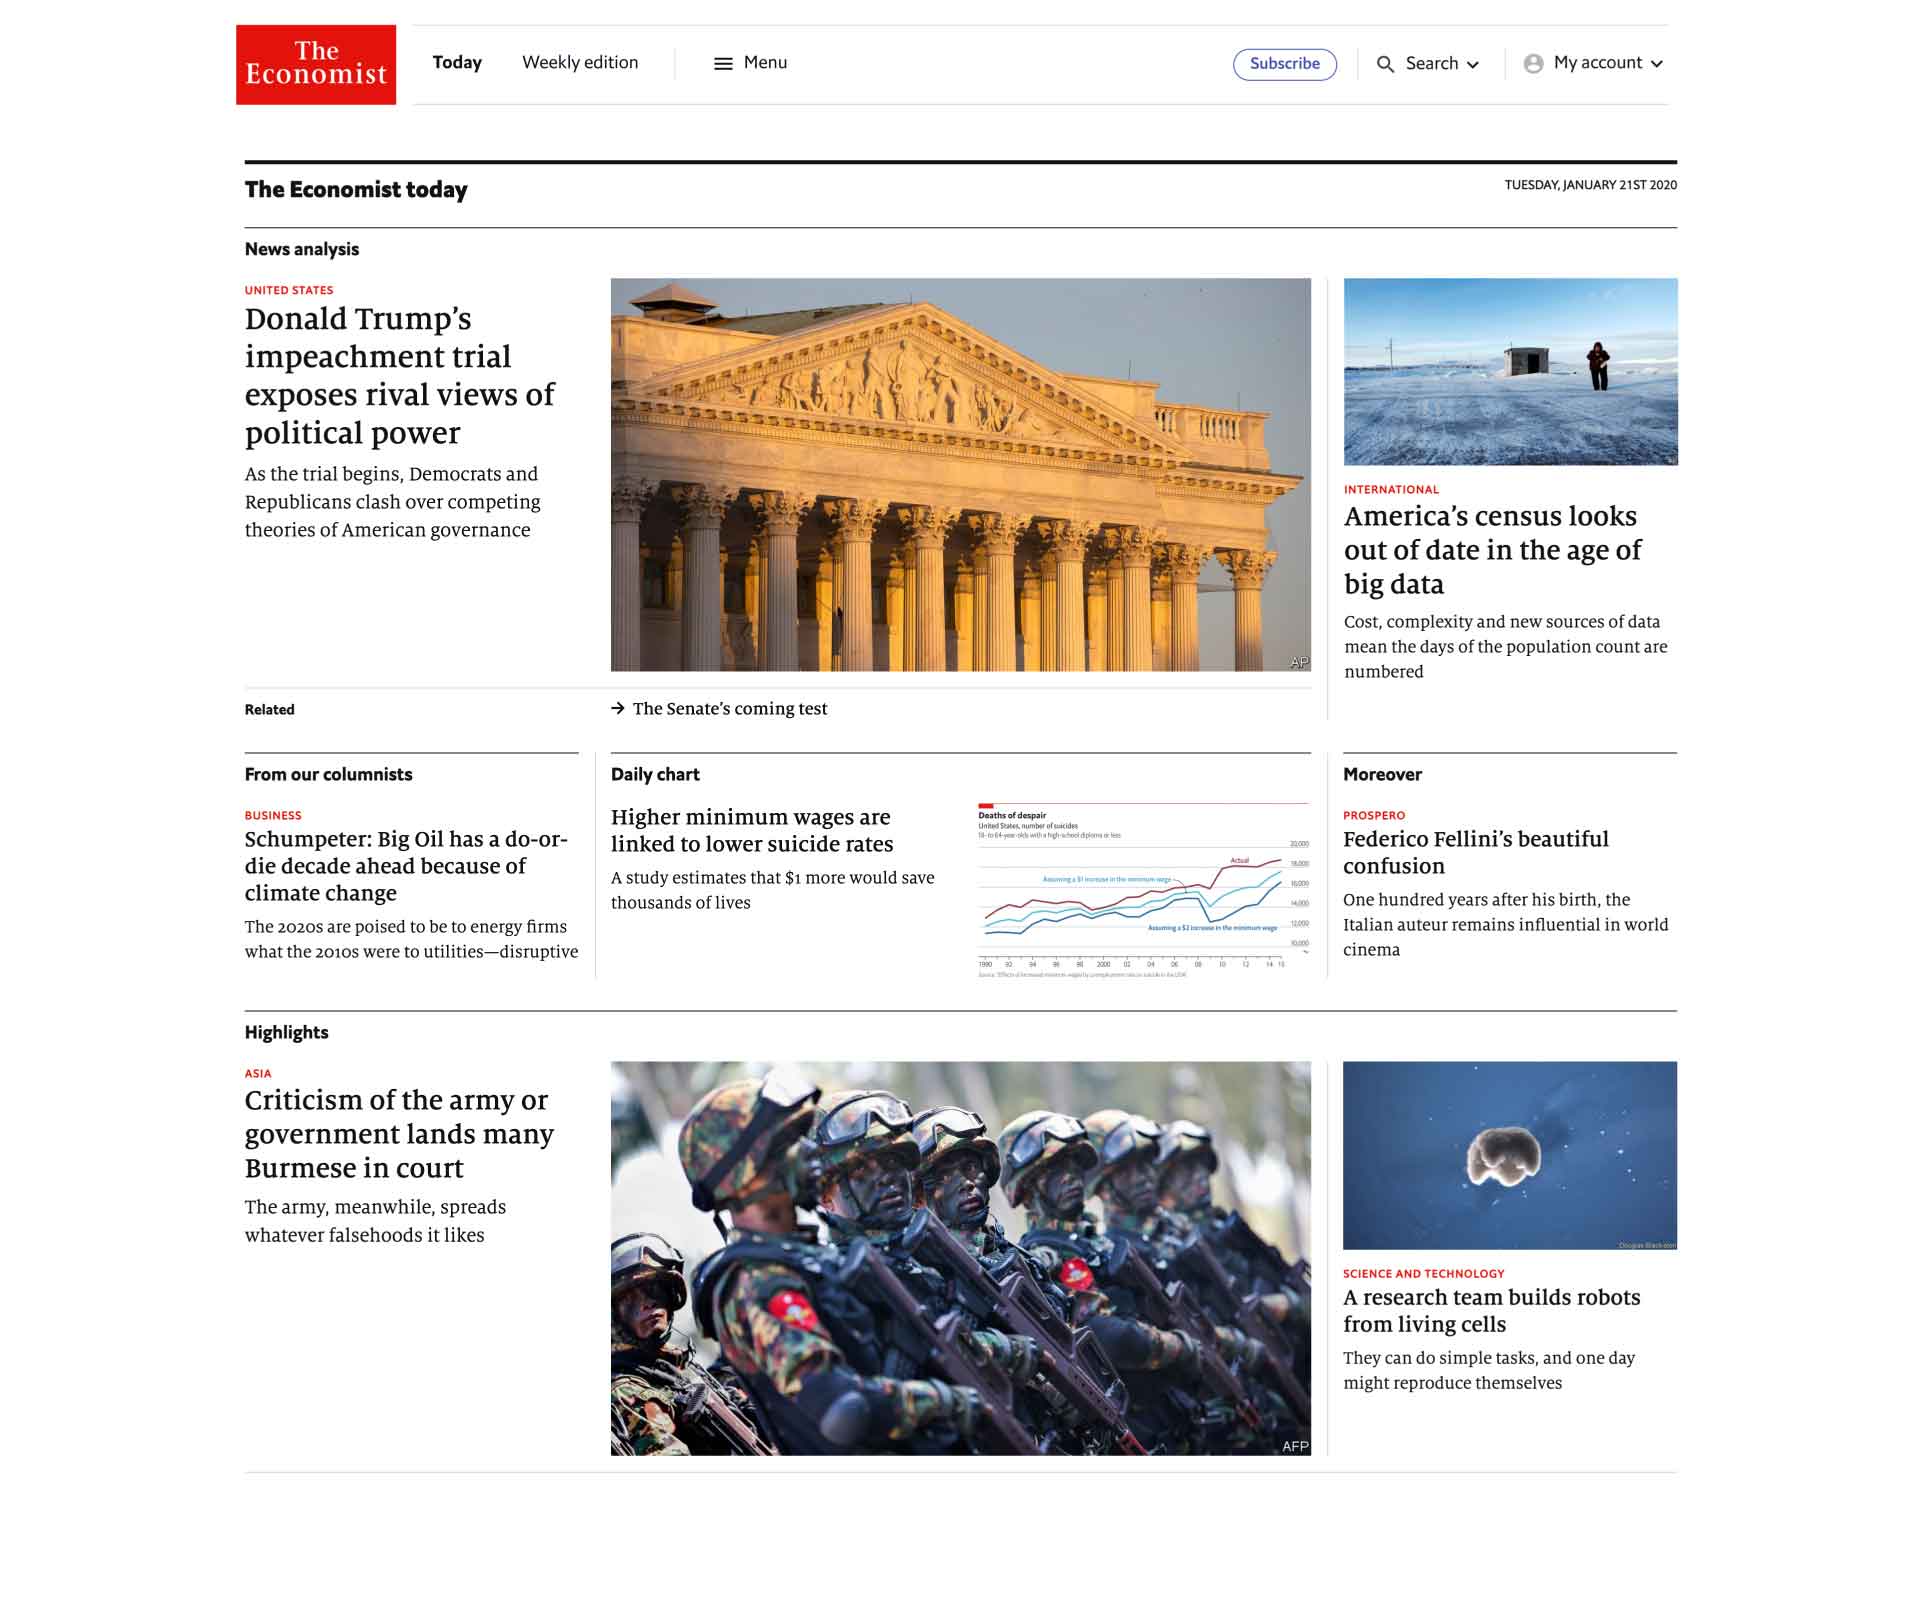 The
Economist
Today
Weekly edition
Menu
Subscribe
Search
My account
The Economist today
TUESDAY, JANUARY 21ST 2020
News analysis
UNITED STATES
Donald Trump’s
impeachment trial
exposes rival views of
political power
As the trial begins, Democrats and
Republicans clash over competing
theories of American governance
AP
Related
→ The Senate’s coming test
INTERNATIONAL
America’s census looks
out of date in the age of
big data
Cost, complexity and new sources of data
mean the days of the population count are
numbered
From our columnists
BUSINESS
Schumpeter: Big Oil has a do-or-
die decade ahead because of
climate change
The 2020s are poised to be to energy firms
what the 2010s were to utilities—disruptive
Daily chart
Higher minimum wages are
linked to lower suicide rates
A study estimates that $1 more would save
thousands of lives
Deaths of despair
United States, number of suicides
18- to 64-year-olds with a high-school diploma or less
20,000
Actual
18,000
Assuming a $1 increase in the minimum wage
16,000
14,000
12,000
Assuming a $2 increase in the minimum wage
10,000
1990 92 94 96 98 2000 02 04 06 08 10 12 14 15
Moreover
PROSPERO
Federico Fellini’s beautiful
confusion
One hundred years after his birth, the
Italian auteur remains influential in world
cinema
Highlights
ASIA
Criticism of the army or
government lands many
Burmese in court
The army, meanwhile, spreads
whatever falsehoods it likes
AFP
Douglas Blackiston
SCIENCE AND TECHNOLOGY
A research team builds robots
from living cells
They can do simple tasks, and one day
might reproduce themselves